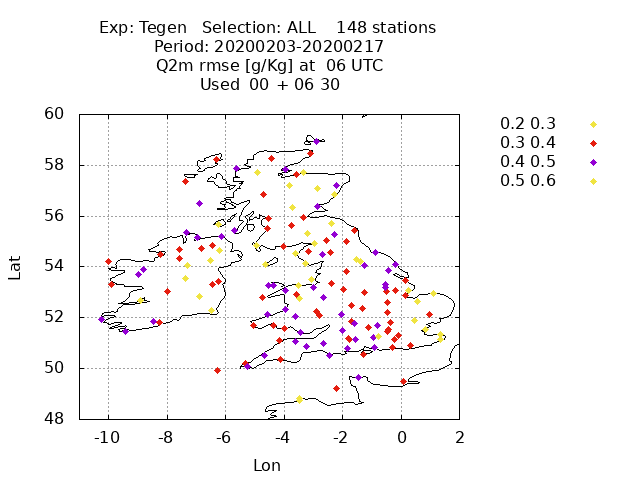 Exp: Tegen   Selection: ALL    148 stations
Period: 20200203-20200217
Q2m rmse [g/Kg] at  06 UTC
Used  00 + 06 30
60
58
56
54
52
50
48
Lat
-10 -8 -6 -4 -2 0 2
Lon
0.2 0.3
0.3 0.4
0.4 0.5
0.5 0.6